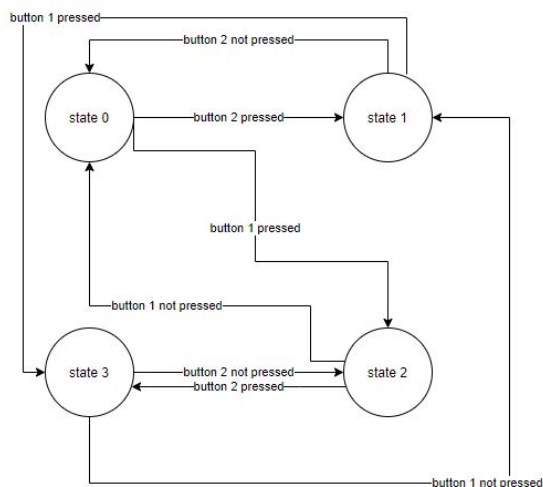 button 1 pressed
button 2 not pressed
state 0
button 2 pressed
state 1
button 1 pressed
button 1 not pressed
state 3
button 2 not pressed
state 2
button 2 pressed
button 1 not pressed